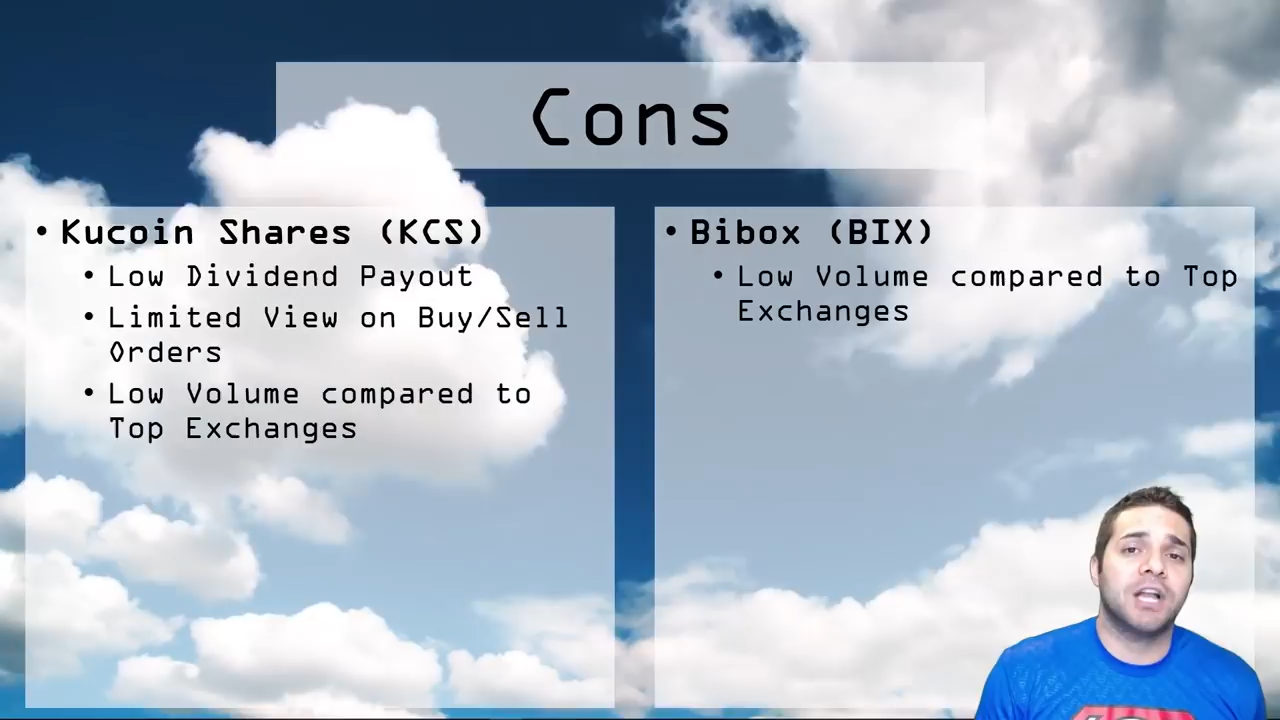 Cons
• Kucoin Shares (KCS)
• Low Dividend Payout
• Limited View on Buy/Sell
Orders
• Low Volume compared to
Top Exchanges
• Bibox (BIX)
• Low Volume compared to Top
Exchanges